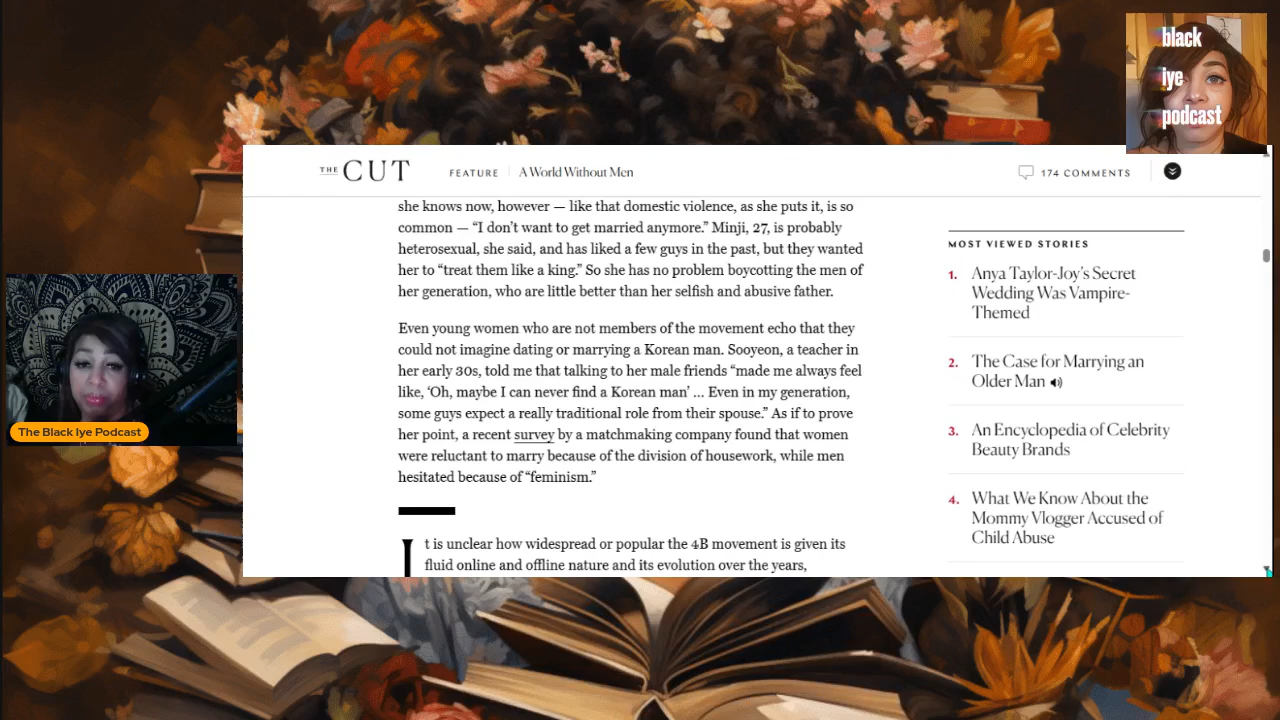 black
iye
podcast
THE CUT FEATURE A World Without Men 174 COMMENTS
she knows now, however — like that domestic violence, as she puts it, is so
common — “I don’t want to get married anymore.” Minji, 27, is probably
heterosexual, she said, and has liked a few guys in the past, but they wanted
her to “treat them like a king.” So she has no problem boycotting the men of
her generation, who are little better than her selfish and abusive father.
Even young women who are not members of the movement echo that they
could not imagine dating or marrying a Korean man. Sooyeon, a teacher in
her early 30s, told me that talking to her male friends “made me always feel
like, ‘Oh, maybe I can never find a Korean man’ ... Even in my generation,
some guys expect a really traditional role from their spouse.” As if to prove
her point, a recent survey by a matchmaking company found that women
were reluctant to marry because of the division of housework, while men
hesitated because of “feminism.”
It is unclear how widespread or popular the 4B movement is given its
fluid online and offline nature and its evolution over the years,
MOST VIEWED STORIES
1. Anya Taylor-Joy’s Secret
Wedding Was Vampire-
Themed
2. The Case for Marrying an
Older Man
3. An Encyclopedia of Celebrity
Beauty Brands
4. What We Know About the
Mommy Vlogger Accused of
Child Abuse
The Black Iye Podcast